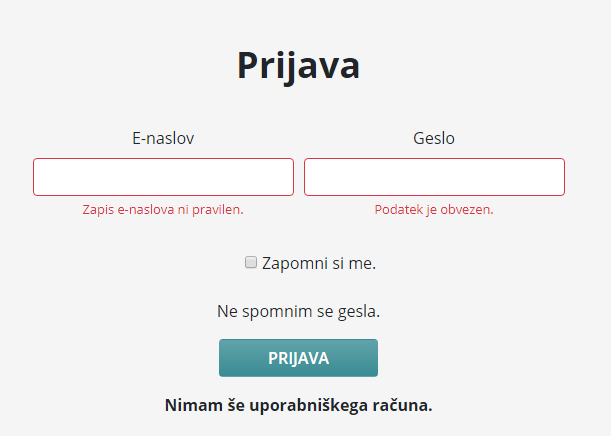 Prijava
E-naslov
Geslo
Zapis e-naslova ni pravilen.
Podatek je obvezen.
Zapomni si me.
Ne spomnim se gesla.
PRIJAVA
Nimam še uporabniškega računa.